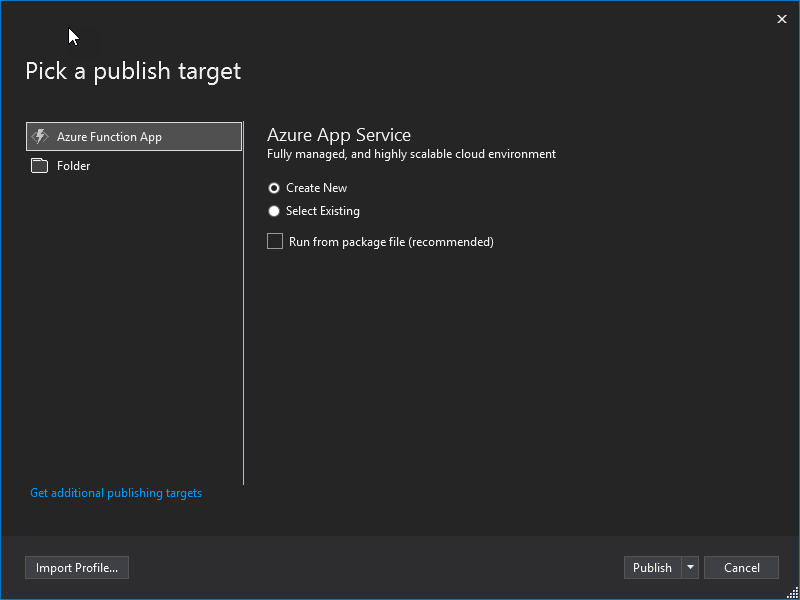 Pick a publish target
Azure Function App
Folder
Get additional publishing targets
Azure App Service
Fully managed, and highly scalable cloud environment
Create New
Select Existing
Run from package file (recommended)
Import Profile...
Publish
Cancel